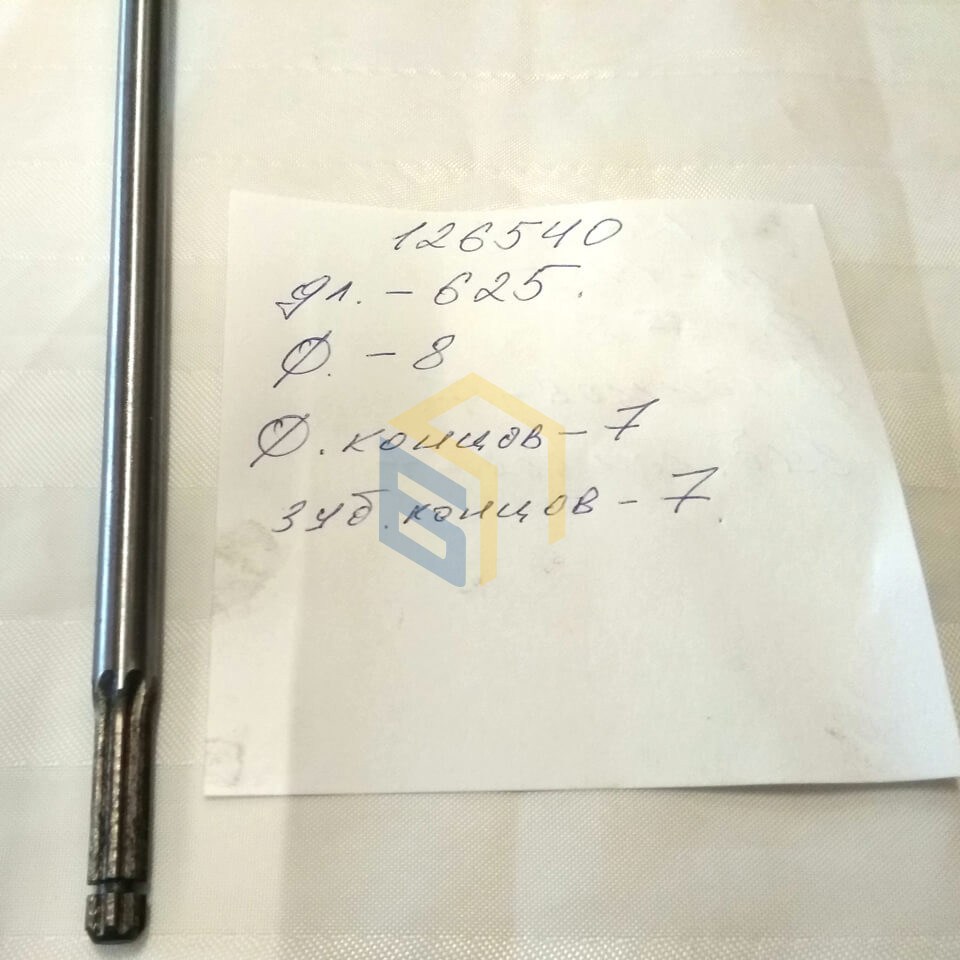 126540
дл. – 625.
Ø. – 8
Ø. концов – 7
зуб. концов – 7.